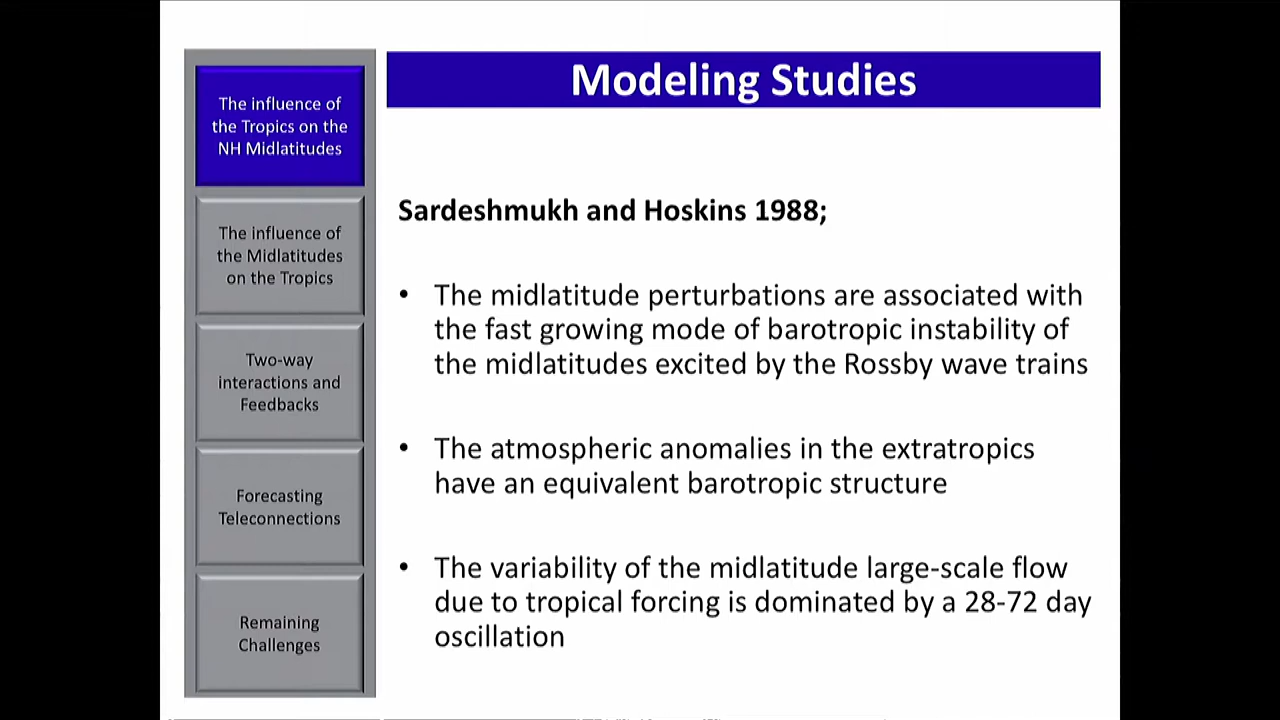 The influence of
the Tropics on the
NH Midlatitudes
The influence of
the Midlatitudes
on the Tropics
Two-way
interactions and
Feedbacks
Forecasting
Teleconnections
Remaining
Challenges
Modeling Studies
Sardeshmukh and Hoskins 1988;
• The midlatitude perturbations are associated with
the fast growing mode of barotropic instability of
the midlatitudes excited by the Rossby wave trains
• The atmospheric anomalies in the extratropics
have an equivalent barotropic structure
• The variability of the midlatitude large-scale flow
due to tropical forcing is dominated by a 28-72 day
oscillation